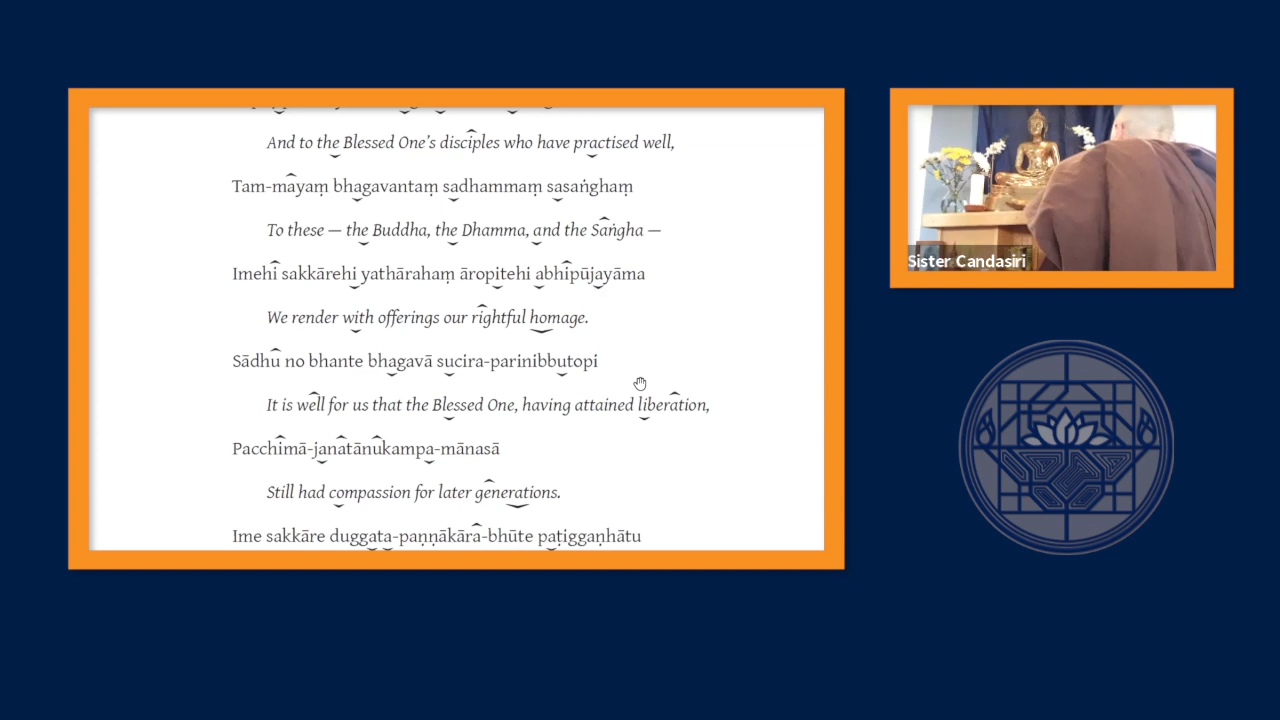 And to the Blessed One’s disciples who have practised well,
Tam-mayaṃ bhagavantaṃ sadhammaṃ sasaṅghaṃ
To these — the Buddha, the Dhamma, and the Saṅgha —
Imehi sakkārehi yathārahaṃ āropitehi abhipūjayāma
We render with offerings our rightful homage.
Sādhu no bhante bhagavā sucira-parinibbutopi
It is well for us that the Blessed One, having attained liberation,
Pacchimā-janatānukampa-mānasā
Still had compassion for later generations.
Ime sakkāre duggata-paṇṇākāra-bhūte paṭiggaṇhātu
Sister Candasiri